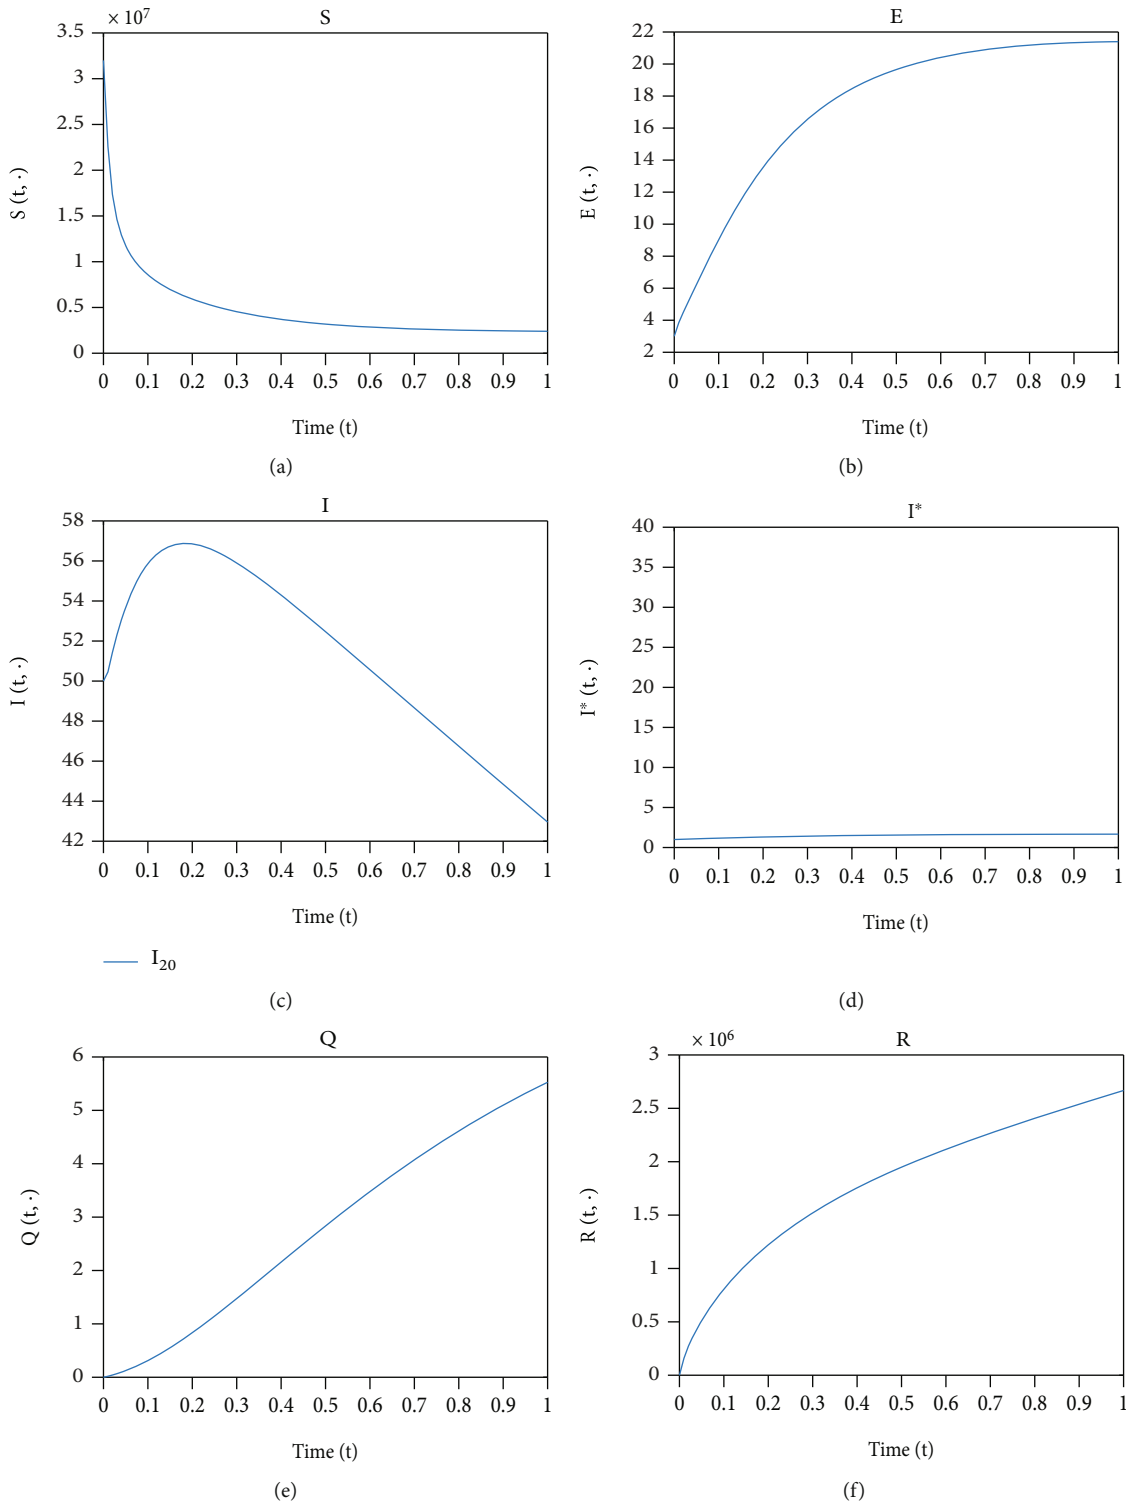 × 10⁷
S
3.5
3
2.5
2
1.5
1
0.5
0
S (t, ·)
0 0.1 0.2 0.3 0.4 0.5 0.6 0.7 0.8 0.9 1
Time (t)
(a)
E
22
20
18
16
14
12
10
8
6
4
2
E (t, ·)
0 0.1 0.2 0.3 0.4 0.5 0.6 0.7 0.8 0.9 1
Time (t)
(b)
I
58
56
54
52
50
48
46
44
42
I (t, ·)
0 0.1 0.2 0.3 0.4 0.5 0.6 0.7 0.8 0.9 1
Time (t)
I₂₀
(c)
I*
40
35
30
25
20
15
10
5
0
I* (t, ·)
0 0.1 0.2 0.3 0.4 0.5 0.6 0.7 0.8 0.9 1
Time (t)
(d)
Q
6
5
4
3
2
1
0
Q (t, ·)
0 0.1 0.2 0.3 0.4 0.5 0.6 0.7 0.8 0.9 1
Time (t)
(e)
× 10⁶
R
3
2.5
2
1.5
1
0.5
0
R (t, ·)
0 0.1 0.2 0.3 0.4 0.5 0.6 0.7 0.8 0.9 1
Time (t)
(f)